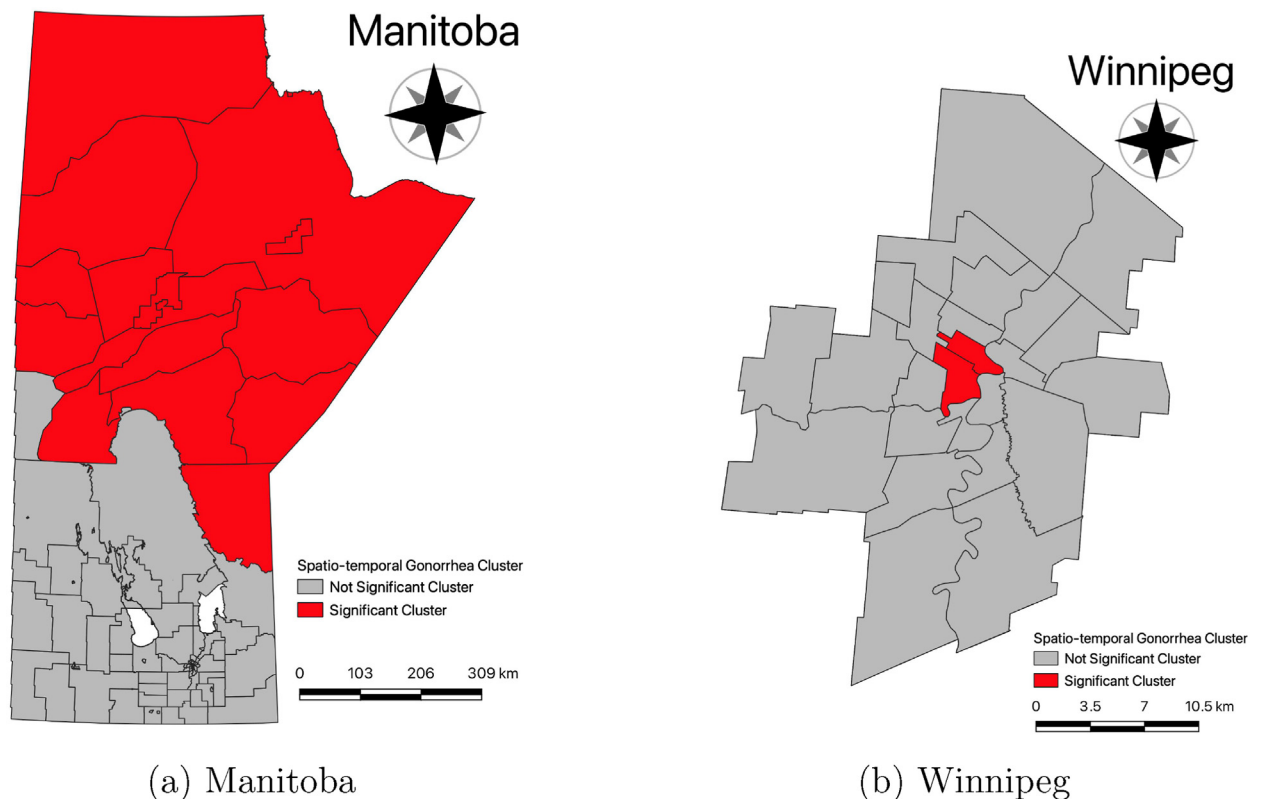 Manitoba
Spatio-temporal Gonorrhea Cluster
Not Significant Cluster
Significant Cluster
0 103 206 309 km
(a) Manitoba
Winnipeg
Spatio-temporal Gonorrhea Cluster
Not Significant Cluster
Significant Cluster
0 3.5 7 10.5 km
(b) Winnipeg